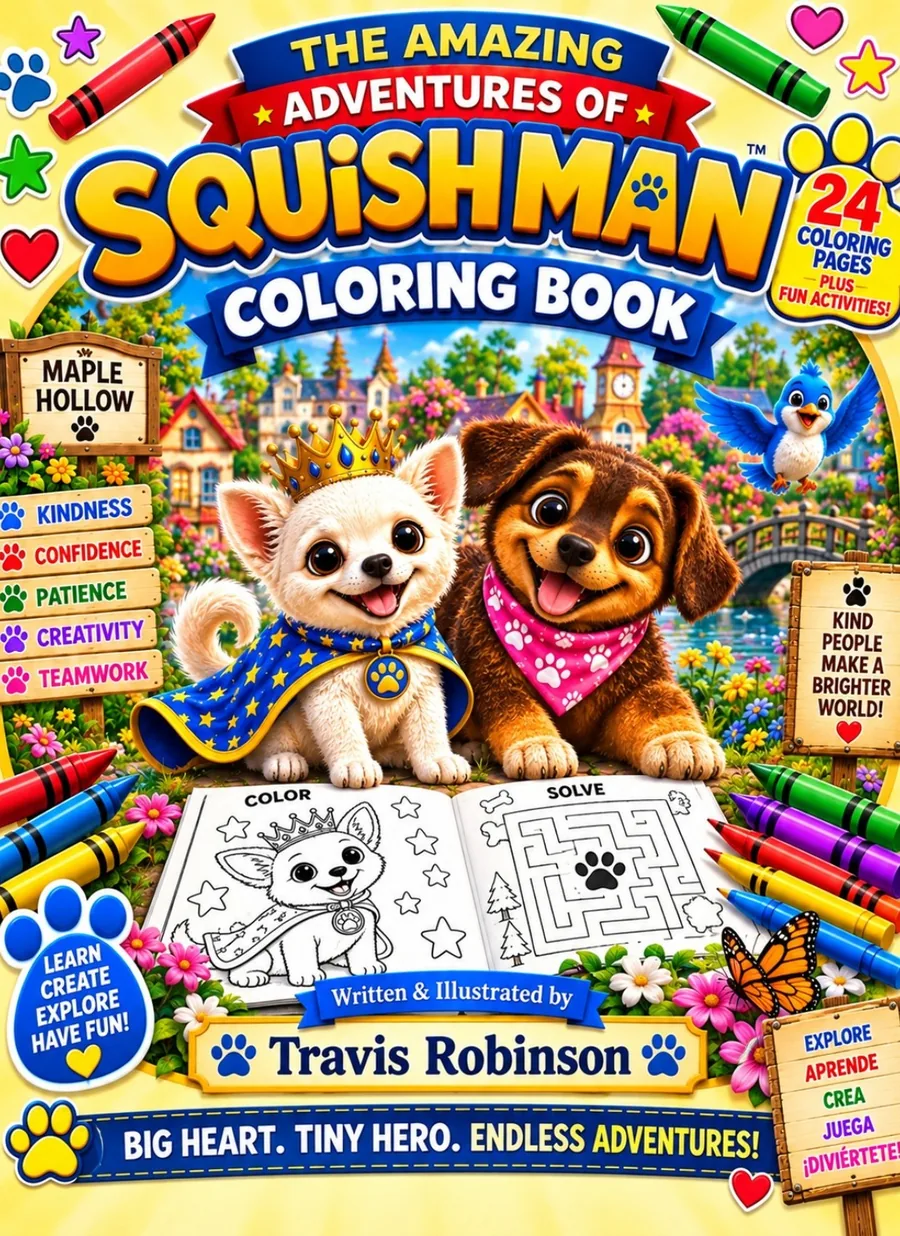 THE AMAZING
ADVENTURES OF
SQUiSHMAN™
COLORING BOOK
24
COLORING
PAGES
PLUS
FUN ACTIVITIES!
MAPLE
HOLLOW
KINDNESS
CONFIDENCE
PATIENCE
CREATIVITY
TEAMWORK
KIND
PEOPLE
MAKE A
BRIGHTER
WORLD!
COLOR
SOLVE
LEARN
CREATE
EXPLORE
HAVE FUN!
Written & Illustrated by
Travis Robinson
EXPLORE
APRENDE
CREA
JUEGA
¡DIVIÉRTETE!
BIG HEART. TINY HERO. ENDLESS ADVENTURES!